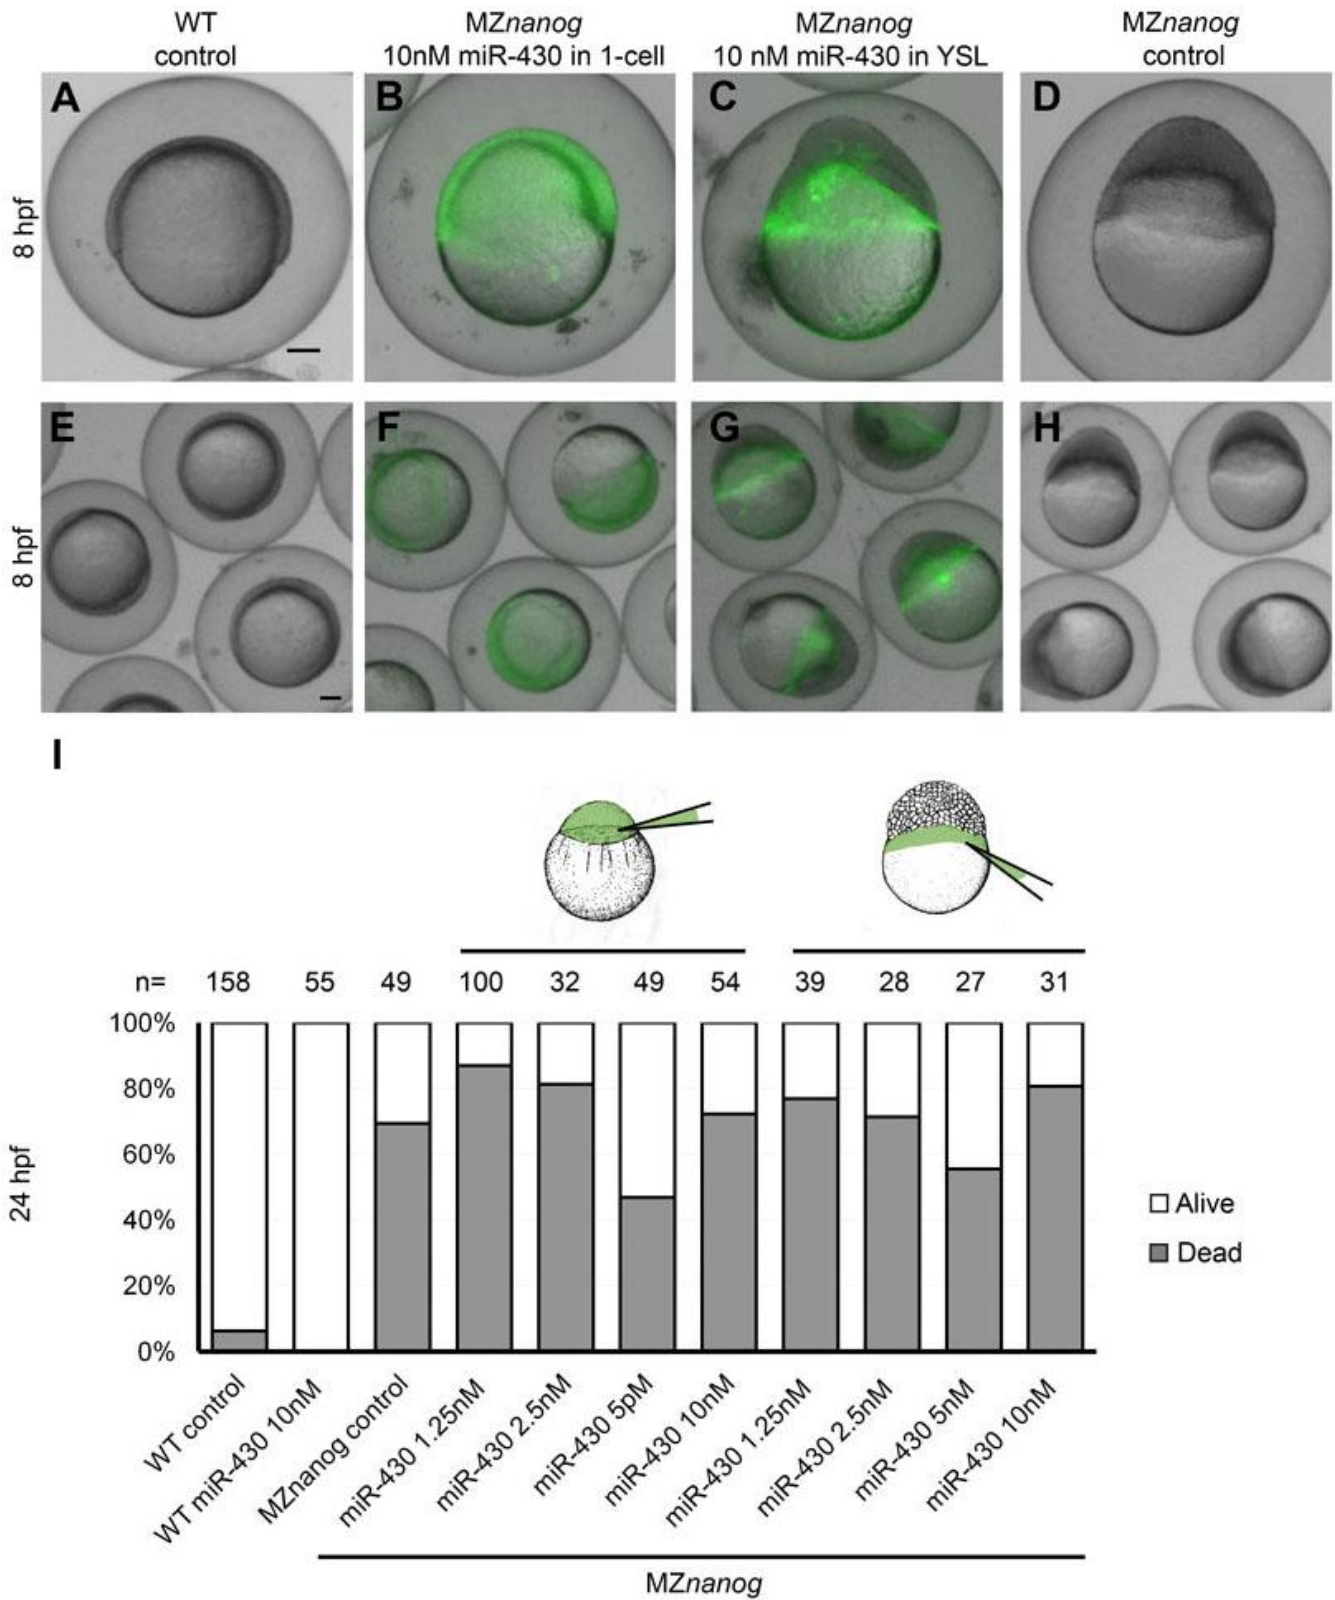 WT
control
MZnanog
10nM miR-430 in 1-cell
MZnanog
10 nM miR-430 in YSL
MZnanog
control
8 hpf
A
B
C
D
8 hpf
E
F
G
H
I
n= 158 55 49 100 32 49 54 39 28 27 31
24 hpf
100%
80%
60%
40%
20%
0%
Alive
Dead
WT control
WT miR-430 10nM
MZnanog control
miR-430 1.25nM
miR-430 2.5nM
miR-430 5pM
miR-430 10nM
miR-430 1.25nM
miR-430 2.5nM
miR-430 5nM
miR-430 10nM
MZnanog